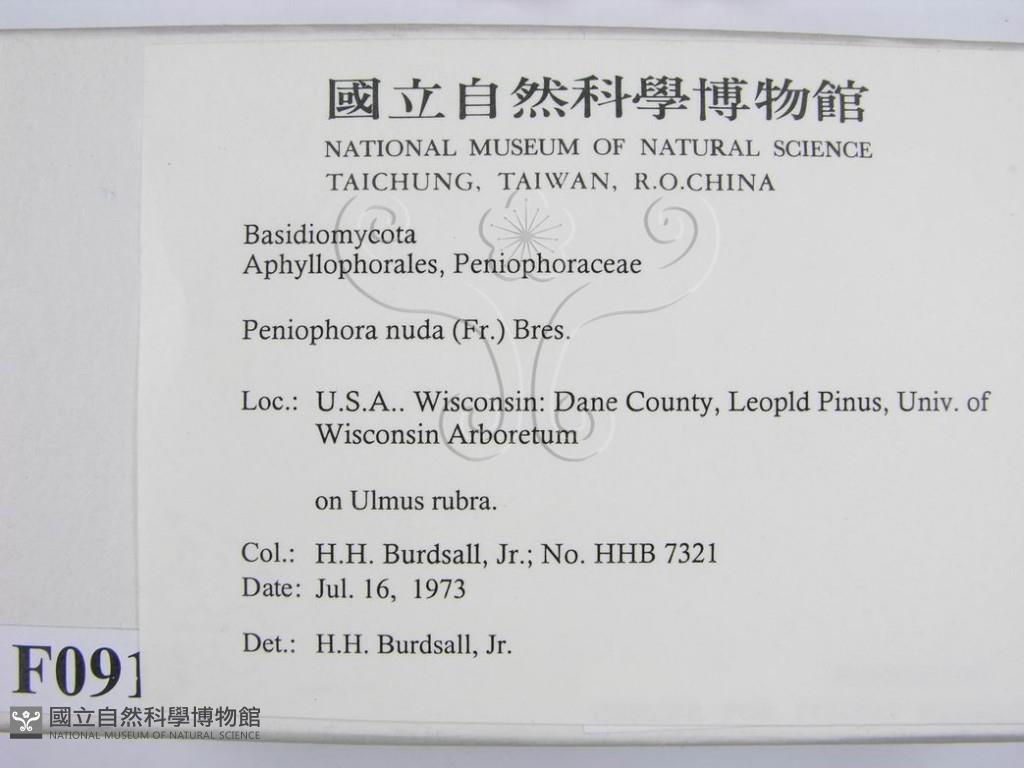 國立自然科學博物館
NATIONAL MUSEUM OF NATURAL SCIENCE
TAICHUNG, TAIWAN, R.O.CHINA
Basidiomycota
Aphyllophorales, Peniophoraceae
Peniophora nuda (Fr.) Bres.
Loc.: U.S.A.. Wisconsin: Dane County, Leopld Pinus, Univ. of
Wisconsin Arboretum
on Ulmus rubra.
Col.: H.H. Burdsall, Jr.; No. HHB 7321
Date: Jul. 16, 1973
Det.: H.H. Burdsall, Jr.
F091
國立自然科學博物館
NATIONAL MUSEUM OF NATURAL SCIENCE